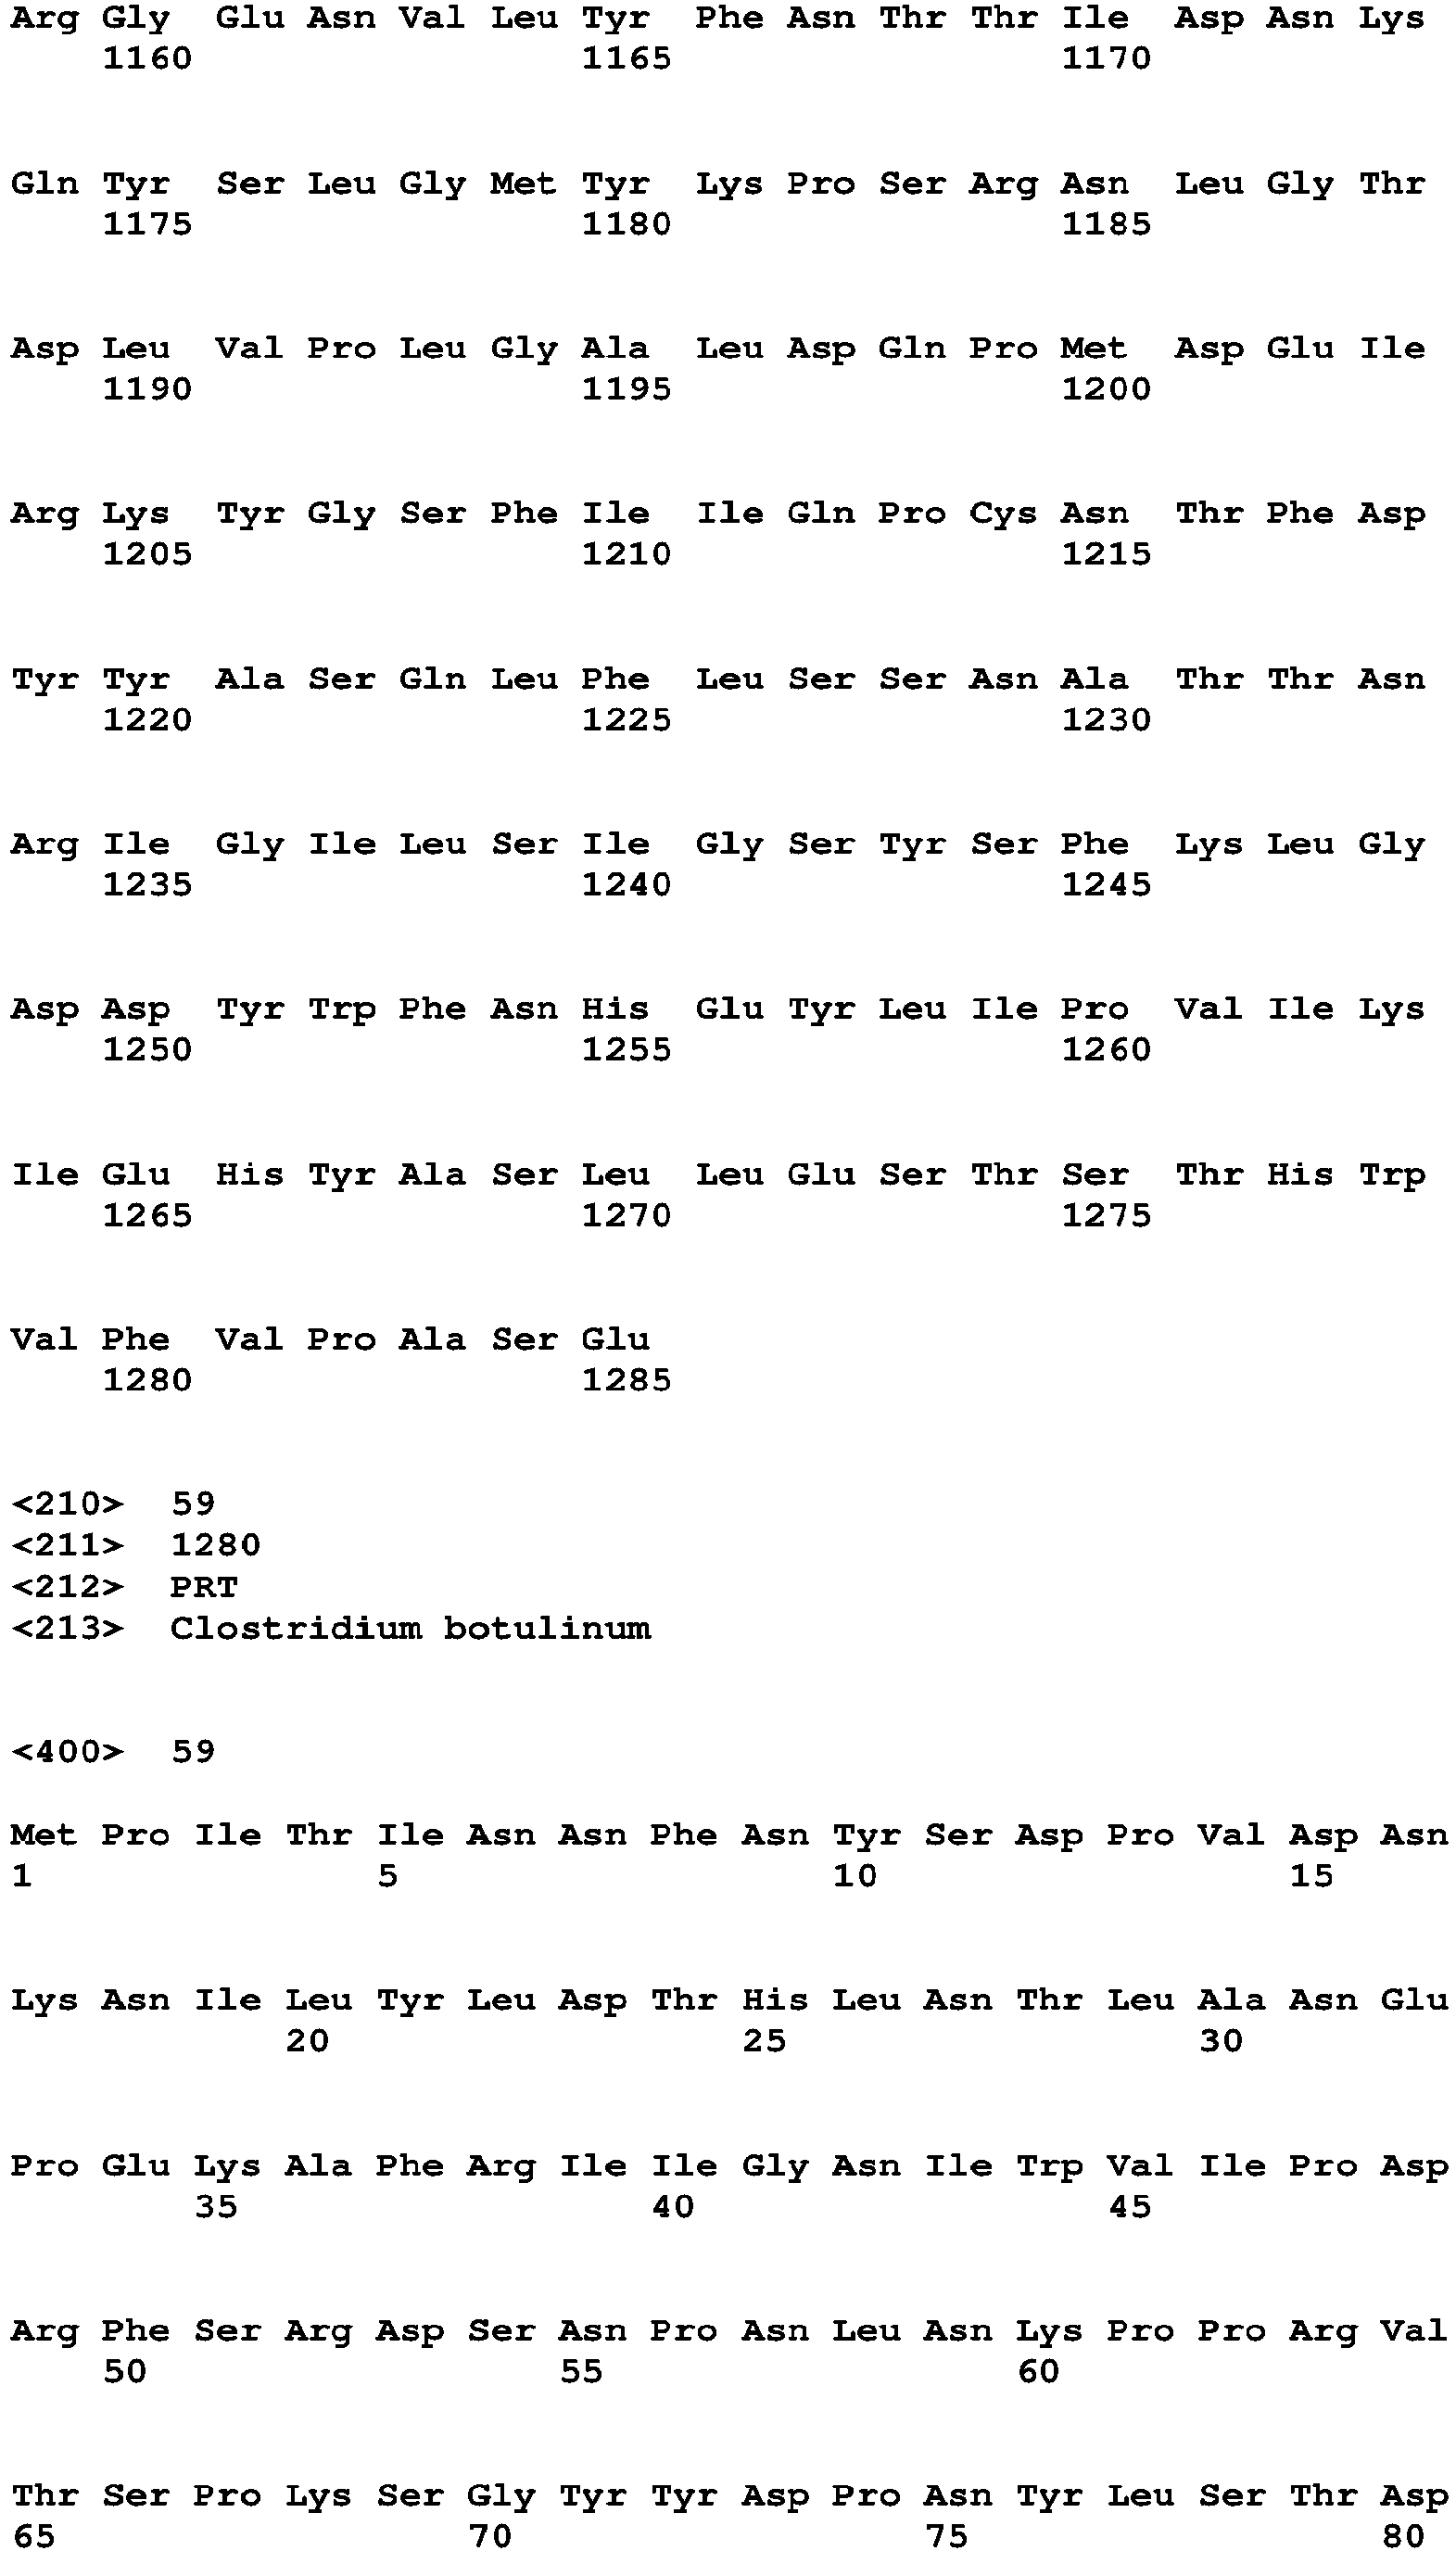 Arg Gly Glu Asn Val Leu Tyr Phe Asn Thr Thr Ile Asp Asn Lys
1160 1165 1170
Gln Tyr Ser Leu Gly Met Tyr Lys Pro Ser Arg Asn Leu Gly Thr
1175 1180 1185
Asp Leu Val Pro Leu Gly Ala Leu Asp Gln Pro Met Asp Glu Ile
1190 1195 1200
Arg Lys Tyr Gly Ser Phe Ile Ile Gln Pro Cys Asn Thr Phe Asp
1205 1210 1215
Tyr Tyr Ala Ser Gln Leu Phe Leu Ser Ser Asn Ala Thr Thr Asn
1220 1225 1230
Arg Ile Gly Ile Leu Ser Ile Gly Ser Tyr Ser Phe Lys Leu Gly
1235 1240 1245
Asp Asp Tyr Trp Phe Asn His Glu Tyr Leu Ile Pro Val Ile Lys
1250 1255 1260
Ile Glu His Tyr Ala Ser Leu Leu Glu Ser Thr Ser Thr His Trp
1265 1270 1275
Val Phe Val Pro Ala Ser Glu
1280 1285
<210> 59
<211> 1280
<212> PRT
<213> Clostridium botulinum
<400> 59
Met Pro Ile Thr Ile Asn Asn Phe Asn Tyr Ser Asp Pro Val Asp Asn
1 5 10 15
Lys Asn Ile Leu Tyr Leu Asp Thr His Leu Asn Thr Leu Ala Asn Glu
20 25 30
Pro Glu Lys Ala Phe Arg Ile Ile Gly Asn Ile Trp Val Ile Pro Asp
35 40 45
Arg Phe Ser Arg Asp Ser Asn Pro Asn Leu Asn Lys Pro Pro Arg Val
50 55 60
Thr Ser Pro Lys Ser Gly Tyr Tyr Asp Pro Asn Tyr Leu Ser Thr Asp
65 70 75 80